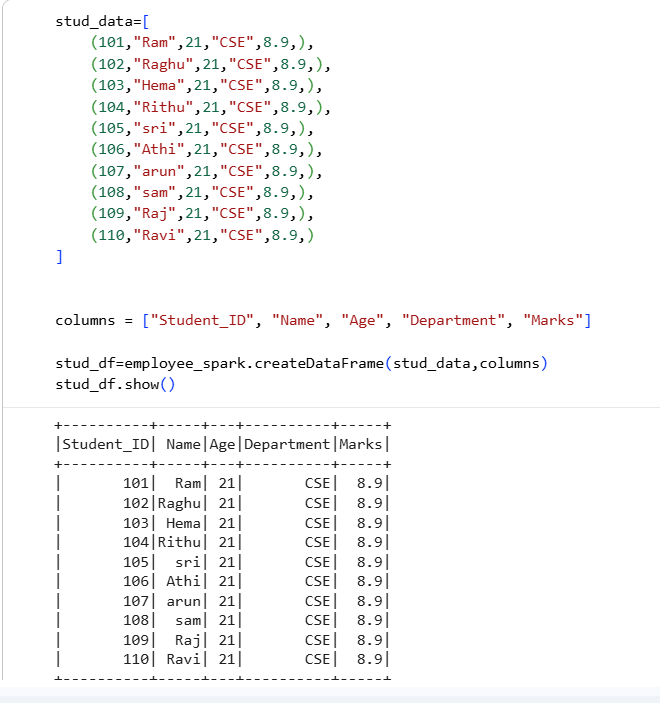 stud_data=[
    (101,"Ram",21,"CSE",8.9,),
    (102,"Raghu",21,"CSE",8.9,),
    (103,"Hema",21,"CSE",8.9,),
    (104,"Rithu",21,"CSE",8.9,),
    (105,"sri",21,"CSE",8.9,),
    (106,"Athi",21,"CSE",8.9,),
    (107,"arun",21,"CSE",8.9,),
    (108,"sam",21,"CSE",8.9,),
    (109,"Raj",21,"CSE",8.9,),
    (110,"Ravi",21,"CSE",8.9,)
]
columns = ["Student_ID", "Name", "Age", "Department", "Marks"]
stud_df=employee_spark.createDataFrame(stud_data,columns)
stud_df.show()
+----------+-----+---+----------+-----+
|Student_ID| Name|Age|Department|Marks|
+----------+-----+---+----------+-----+
|       101|  Ram| 21|       CSE|  8.9|
|       102|Raghu| 21|       CSE|  8.9|
|       103| Hema| 21|       CSE|  8.9|
|       104|Rithu| 21|       CSE|  8.9|
|       105|  sri| 21|       CSE|  8.9|
|       106| Athi| 21|       CSE|  8.9|
|       107| arun| 21|       CSE|  8.9|
|       108|  sam| 21|       CSE|  8.9|
|       109|  Raj| 21|       CSE|  8.9|
|       110| Ravi| 21|       CSE|  8.9|
+----------+-----+---+----------+-----+